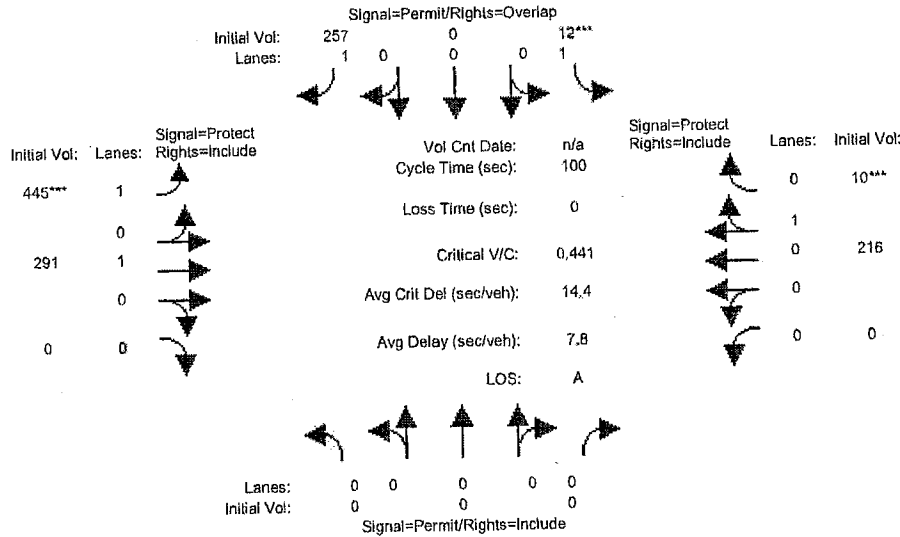 Signal=Permit/Rights=Overlap
Initial Vol: 257 0 12***
Lanes: 1 0 0 0 1
Signal=Protect
Initial Vol: Lanes: Rights=Include
445*** 1
0
291 1
0
0 0
Vol Cnt Date: n/a
Cycle Time (sec): 100
Loss Time (sec): 0
Critical V/C: 0,441
Avg Crit Del (sec/veh): 14,4
Avg Delay (sec/veh): 7,8
LOS: A
Signal=Protect
Rights=Include Lanes: Initial Vol:
0 10***
1
0 216
0
0 0
Lanes: 0 0 0 0 0
Initial Vol: 0 0 0
Signal=Permit/Rights=Include